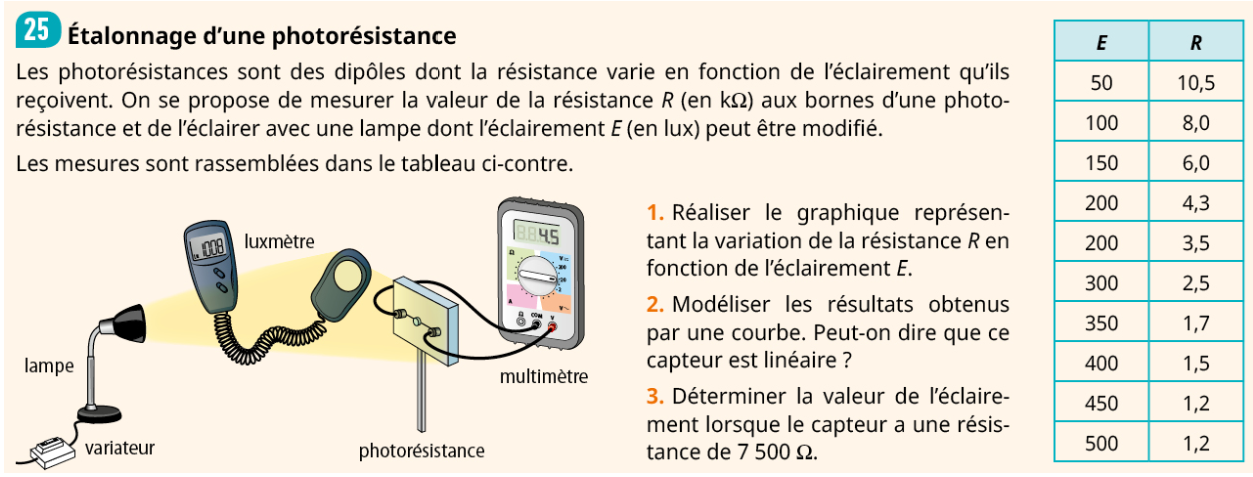 25 Étalonnage d'une photorésistance
Les photorésistances sont des dipôles dont la résistance varie en fonction de l'éclairement qu'ils
reçoivent. On se propose de mesurer la valeur de la résistance R (en kΩ) aux bornes d'une photo-
résistance et de l'éclairer avec une lampe dont l'éclairement E (en lux) peut être modifié.
Les mesures sont rassemblées dans le tableau ci-contre.
luxmètre
lampe
variateur
photorésistance
multimètre
1. Réaliser le graphique représen-
tant la variation de la résistance R en
fonction de l'éclairement E.
2. Modéliser les résultats obtenus
par une courbe. Peut-on dire que ce
capteur est linéaire ?
3. Déterminer la valeur de l'éclaire-
ment lorsque le capteur a une résis-
tance de 7 500 Ω.
E R
50 10,5
100 8,0
150 6,0
200 4,3
200 3,5
300 2,5
350 1,7
400 1,5
450 1,2
500 1,2